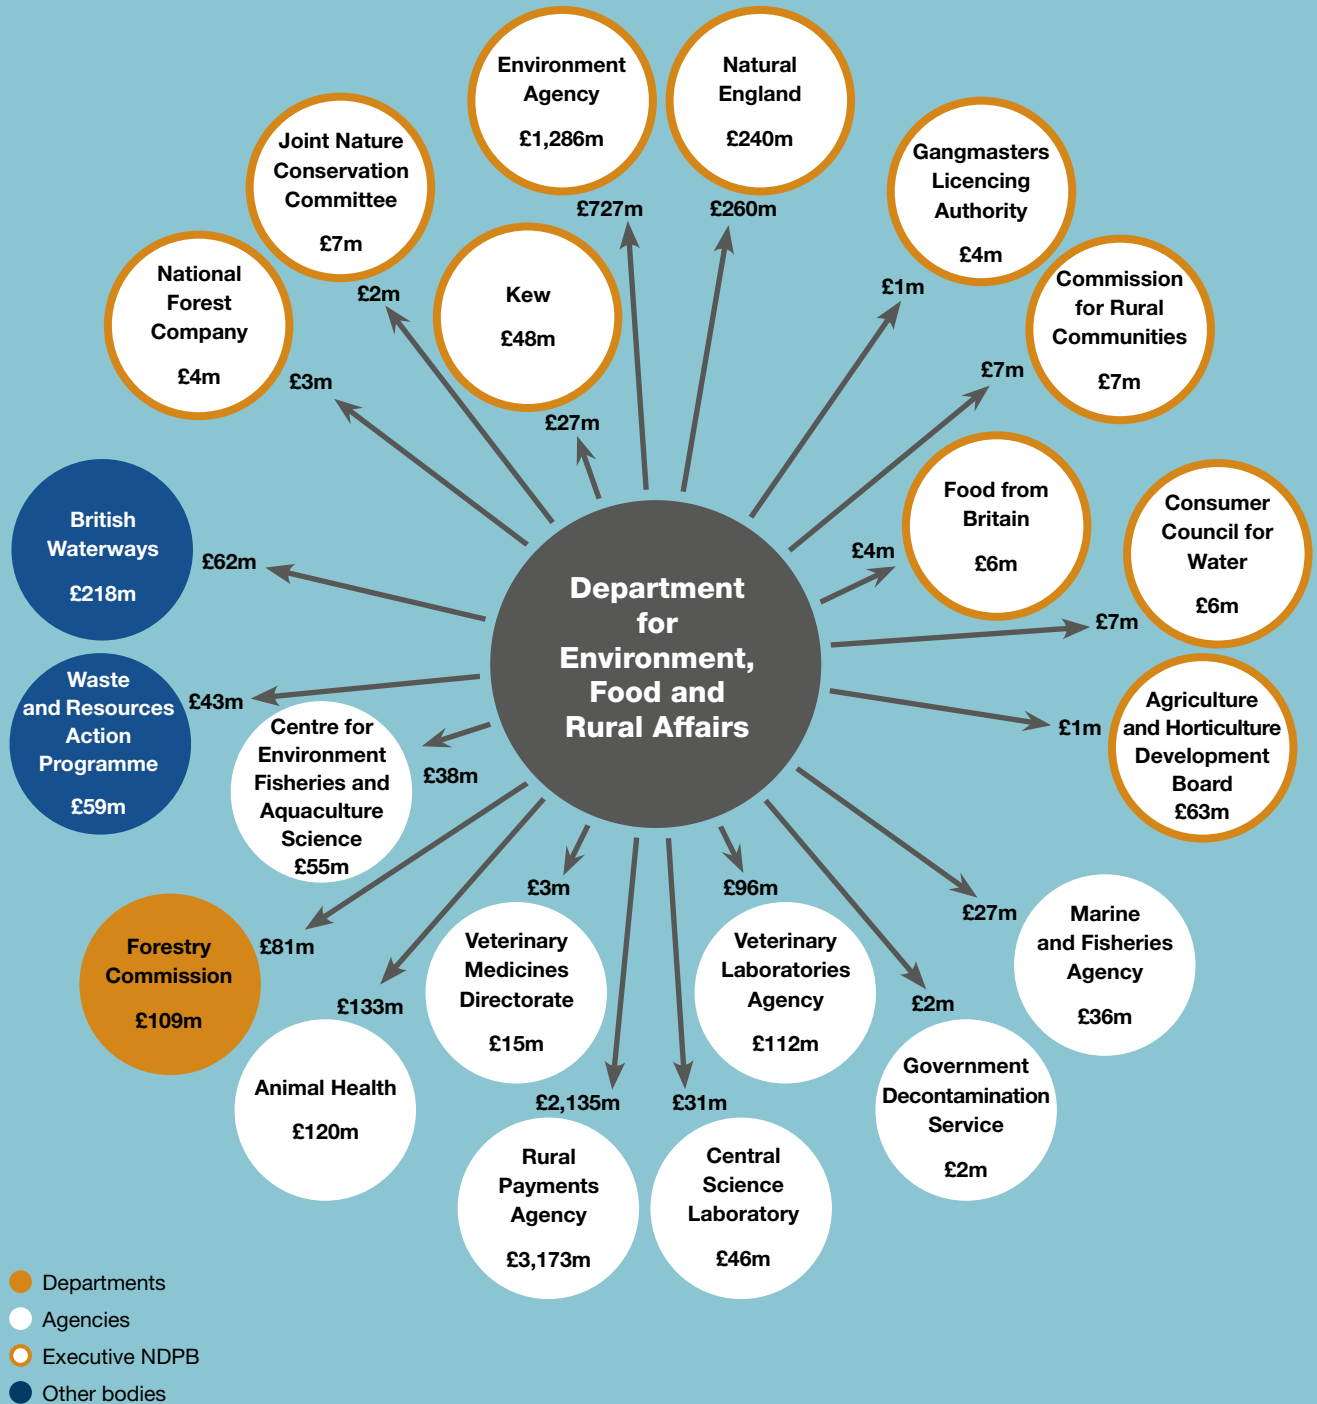 Environment
Agency
£1,286m
Natural
England
£240m
Joint Nature
Conservation
Committee
£7m
Gangmasters
Licencing
Authority
£4m
£727m
£260m
National
Forest
Company
£4m
£2m
Kew
£48m
£1m
Commission
for Rural
Communities
£7m
£3m
£27m
£7m
British
Waterways
£218m
£62m
Food from
Britain
£6m
£4m
Consumer
Council for
Water
£6m
£7m
Department
for
Environment,
Food and
Rural Affairs
Waste
and Resources
Action
Programme
£59m
£43m
Centre for
Environment
Fisheries and
Aquaculture
Science
£55m
£38m
£1m
Agriculture
and Horticulture
Development
Board
£63m
Forestry
Commission
£109m
£81m
£3m
Veterinary
Medicines
Directorate
£15m
£96m
Veterinary
Laboratories
Agency
£112m
£27m
Marine
and Fisheries
Agency
£36m
£133m
Animal Health
£120m
£2,135m
Rural
Payments
Agency
£3,173m
£31m
Central
Science
Laboratory
£46m
£2m
Government
Decontamination
Service
£2m
Departments
Agencies
Executive NDPB
Other bodies